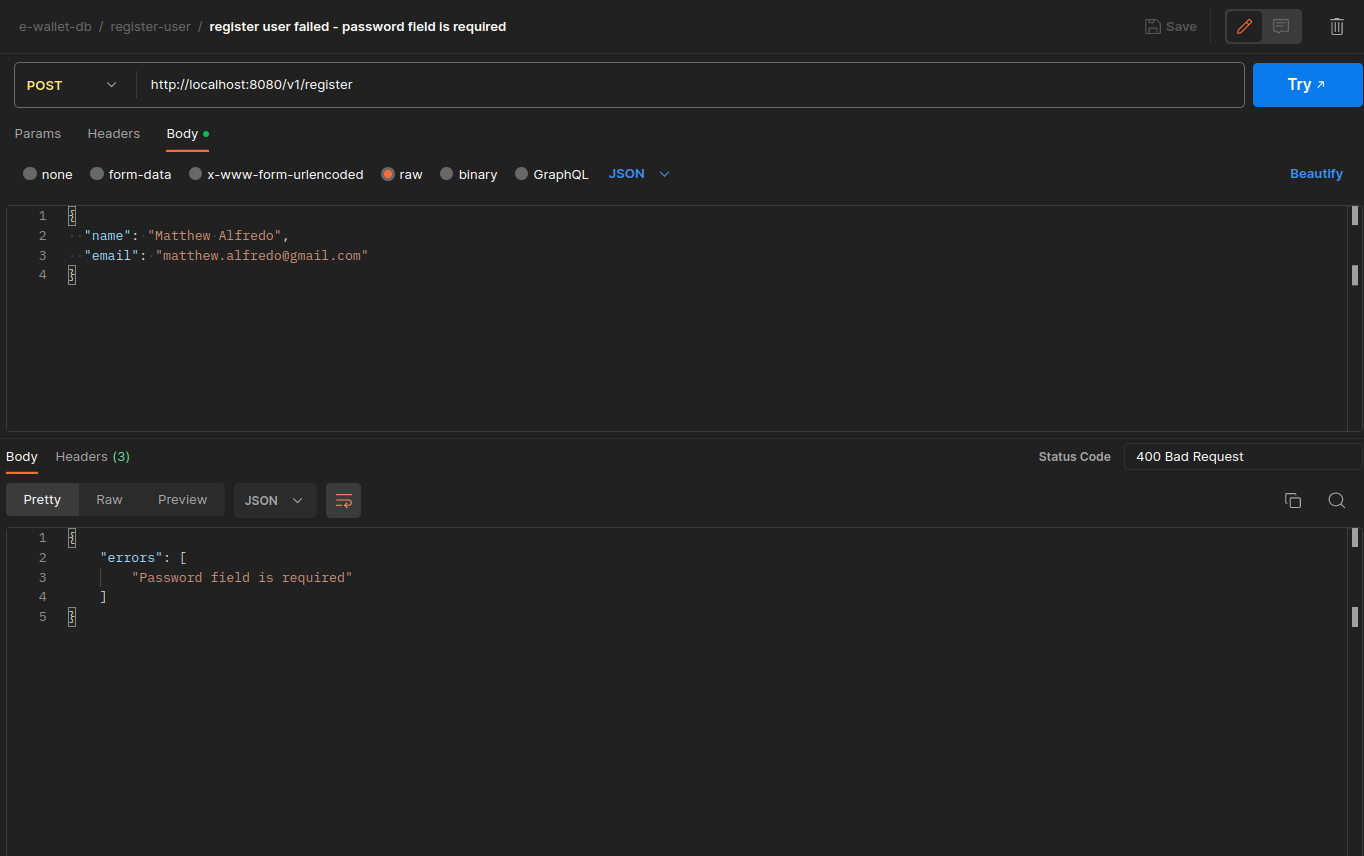 e-wallet-db / register-user / register user failed - password field is required
Save
POST
http://localhost:8080/v1/register
Try ↗
Params Headers Body
none form-data x-www-form-urlencoded raw binary GraphQL JSON
Beautify
1 {
2 ··"name":·"Matthew·Alfredo",
3 ··"email":·"matthew.alfredo@gmail.com"
4 }
Body Headers (3)
Status Code 400 Bad Request
Pretty Raw Preview JSON
1 {
2 "errors": [
3 "Password field is required"
4 ]
5 }